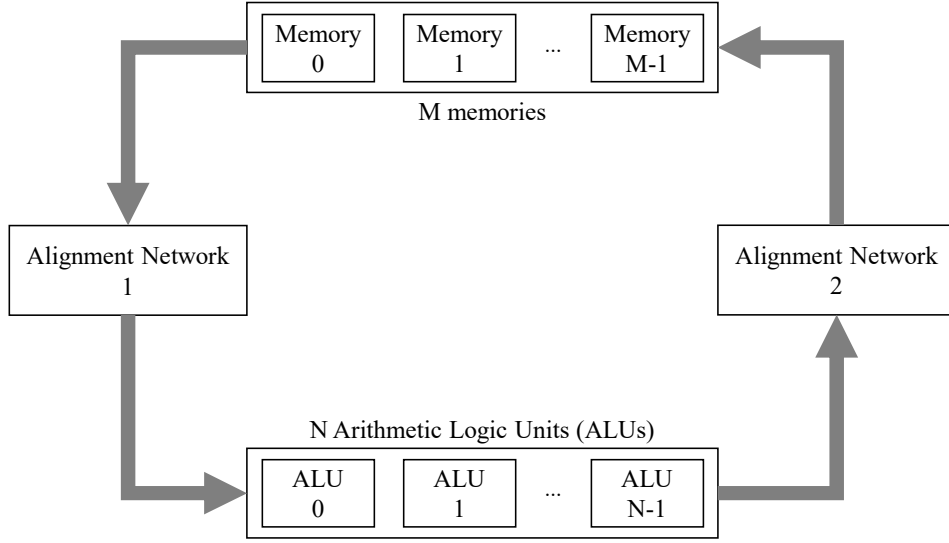 Memory
0
Memory
1
...
Memory
M-1
M memories
Alignment Network
1
Alignment Network
2
N Arithmetic Logic Units (ALUs)
ALU
0
ALU
1
...
ALU
N-1